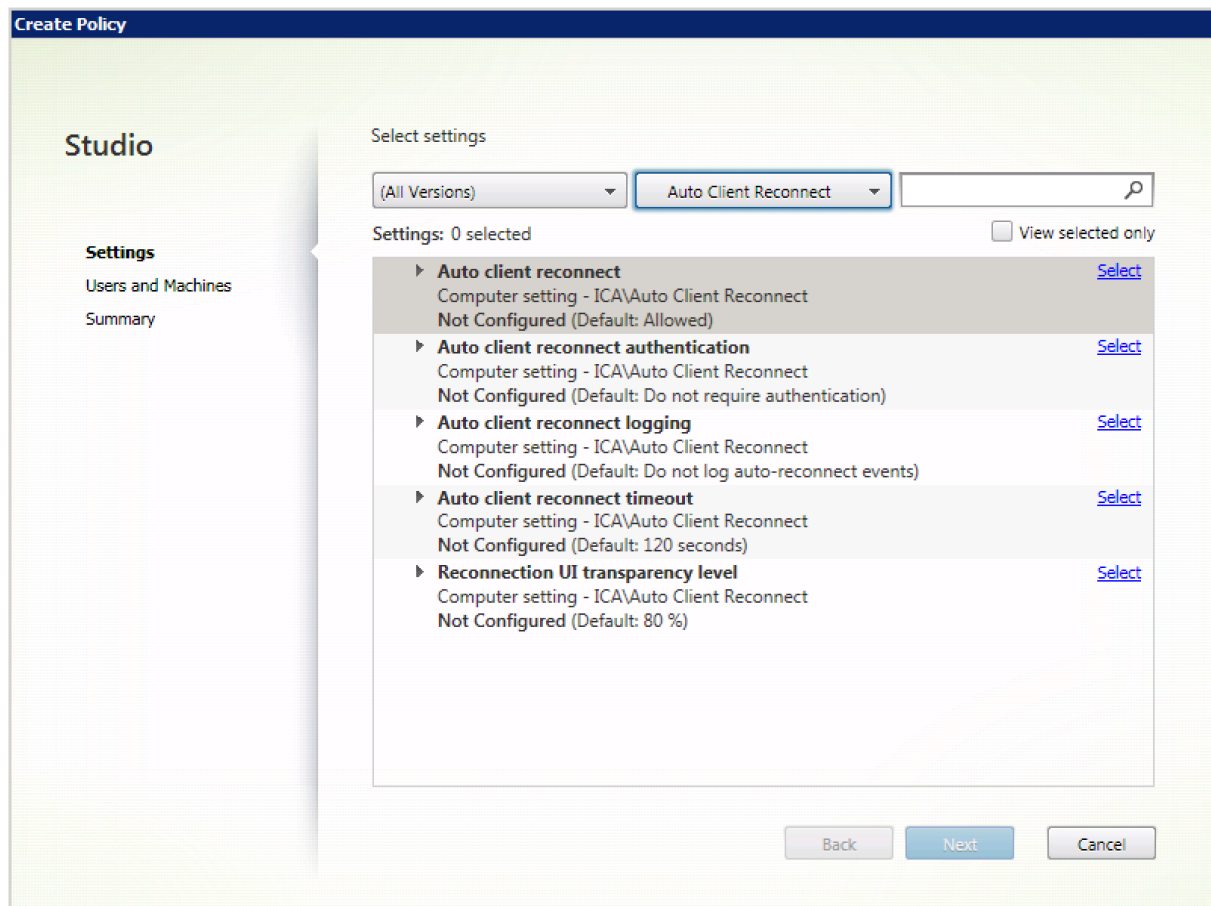 Create Policy
Studio
Settings
Users and Machines
Summary
Select settings
(All Versions)
Auto Client Reconnect
Settings: 0 selected
View selected only
Auto client reconnect
Select
Computer setting - ICA\Auto Client Reconnect
Not Configured (Default: Allowed)
Auto client reconnect authentication
Select
Computer setting - ICA\Auto Client Reconnect
Not Configured (Default: Do not require authentication)
Auto client reconnect logging
Select
Computer setting - ICA\Auto Client Reconnect
Not Configured (Default: Do not log auto-reconnect events)
Auto client reconnect timeout
Select
Computer setting - ICA\Auto Client Reconnect
Not Configured (Default: 120 seconds)
Reconnection UI transparency level
Select
Computer setting - ICA\Auto Client Reconnect
Not Configured (Default: 80 %)
Back
Next
Cancel